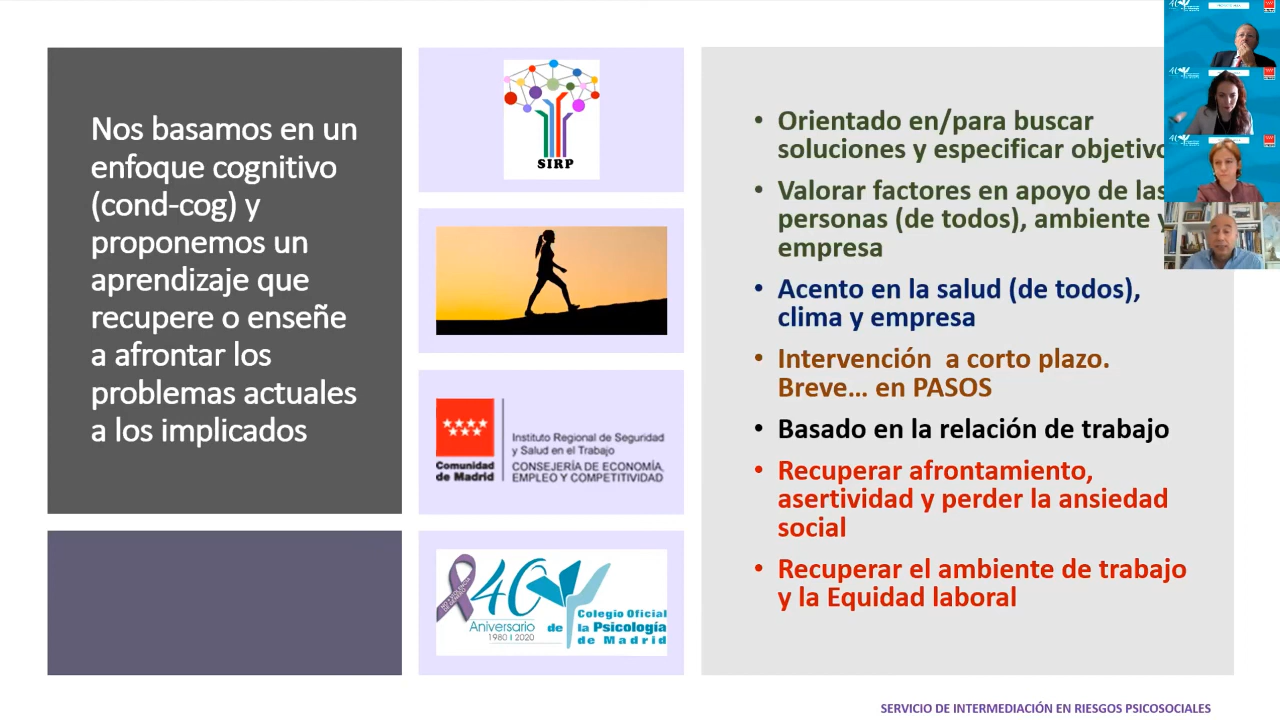 Nos basamos en un
enfoque cognitivo
(cond-cog) y
proponemos un
aprendizaje que
recupere o enseñe
a afrontar los
problemas actuales
a los implicados
SIRP
Comunidad
de Madrid
Instituto Regional de Seguridad
y Salud en el Trabajo
CONSEJERÍA DE ECONOMÍA,
EMPLEO Y COMPETITIVIDAD
40
Aniversario
1980 | 2020
Colegio Oficial
de la Psicología
de Madrid
• Orientado en/para buscar
soluciones y especificar objetivo
• Valorar factores en apoyo de las
personas (de todos), ambiente y
empresa
• Acento en la salud (de todos),
clima y empresa
• Intervención a corto plazo.
Breve... en PASOS
• Basado en la relación de trabajo
• Recuperar afrontamiento,
asertividad y perder la ansiedad
social
• Recuperar el ambiente de trabajo
y la Equidad laboral
SERVICIO DE INTERMEDIACIÓN EN RIESGOS PSICOSOCIALES